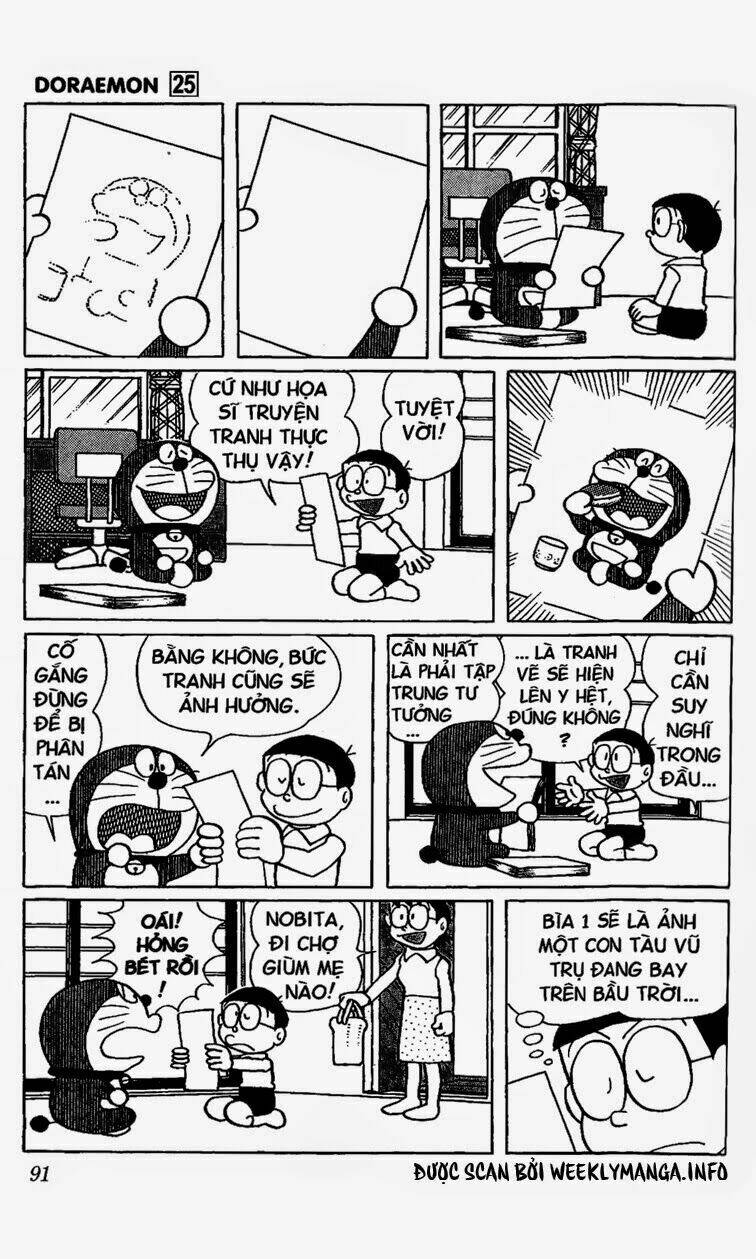 DORAEMON 25
TUYỆT
VỜI!
CỨ NHƯ HỌA
SĨ TRUYỆN
TRANH THỰC
THỤ VẬY!
CHỈ
CẦN
SUY
NGHĨ
TRONG
ĐẦU...
... LÀ TRANH
VẼ SẼ HIỆN
LÊN Y HỆT,
ĐÚNG KHÔNG
?
CẦN NHẤT
LÀ PHẢI TẬP
TRUNG TƯ
TƯỞNG
...
CỐ
GẮNG
ĐỪNG
ĐỂ BỊ
PHÂN
TÁN
...
BẰNG KHÔNG, BỨC
TRANH CŨNG SẼ
ẢNH HƯỞNG.
BÌA 1 SẼ LÀ ẢNH
MỘT CON TÀU VŨ
TRỤ ĐANG BAY
TRÊN BẦU TRỜI...
NOBITA,
ĐI CHỢ
GIÙM MẸ
NÀO!
OÁI!
HỎNG
BÉT RỒI
!
91
ĐƯỢC SCAN BỞI WEEKLYMANGA.INFO